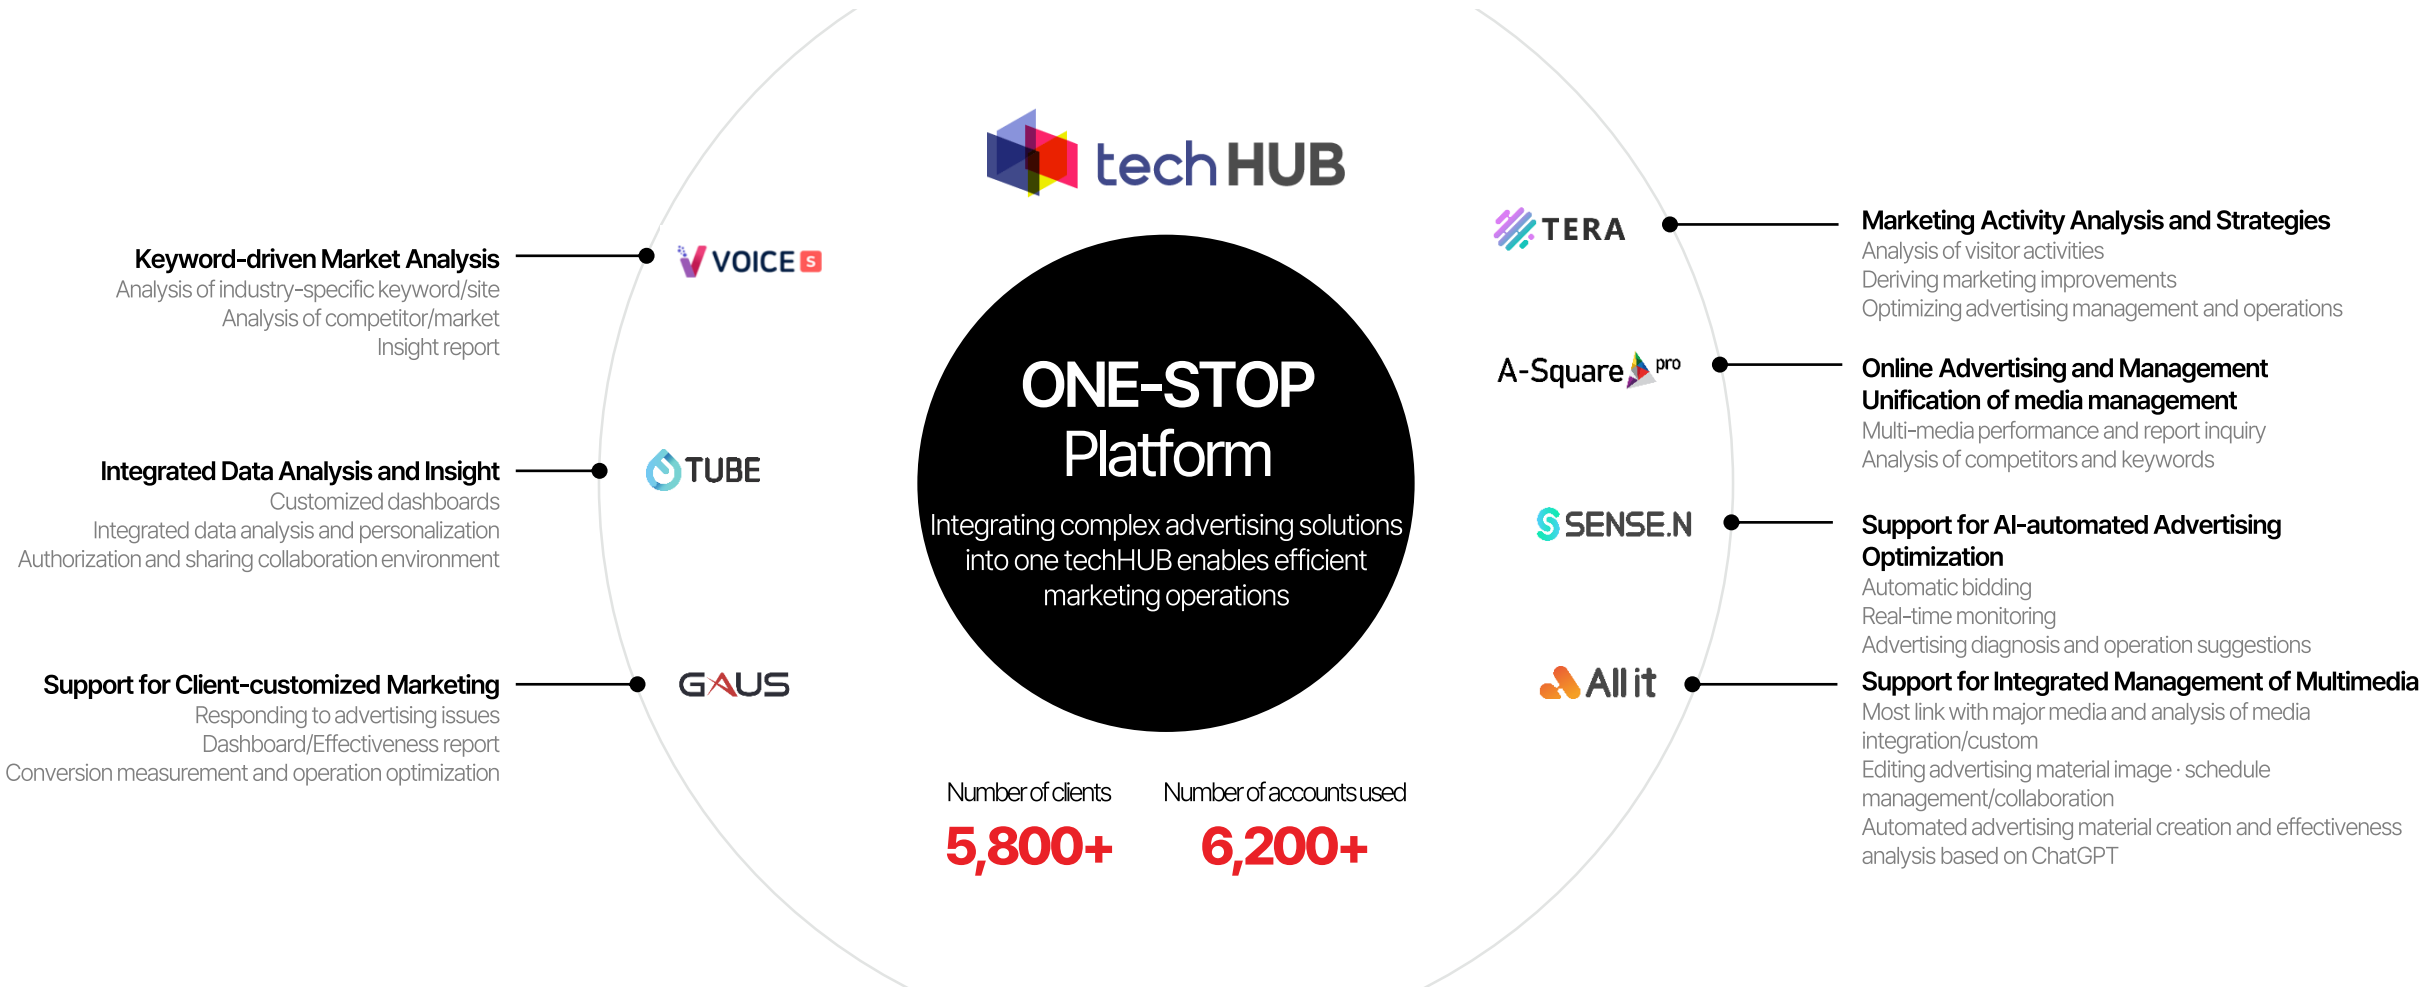 tech HUB
ONE-STOP
Platform
Integrating complex advertising solutions
into one techHUB enables efficient
marketing operations
Number of clients
5,800+
Number of accounts used
6,200+
Keyword-driven Market Analysis
Analysis of industry-specific keyword/site
Analysis of competitor/market
Insight report
VOICE S
Integrated Data Analysis and Insight
Customized dashboards
Integrated data analysis and personalization
Authorization and sharing collaboration environment
TUBE
Support for Client-customized Marketing
Responding to advertising issues
Dashboard/Effectiveness report
Conversion measurement and operation optimization
GAUS
TERA
Marketing Activity Analysis and Strategies
Analysis of visitor activities
Deriving marketing improvements
Optimizing advertising management and operations
A-Square pro
Online Advertising and Management
Unification of media management
Multi-media performance and report inquiry
Analysis of competitors and keywords
SENSE.N
Support for AI-automated Advertising
Optimization
Automatic bidding
Real-time monitoring
Advertising diagnosis and operation suggestions
All it
Support for Integrated Management of Multimedia
Most link with major media and analysis of media
integration/custom
Editing advertising material image · schedule
management/collaboration
Automated advertising material creation and effectiveness
analysis based on ChatGPT